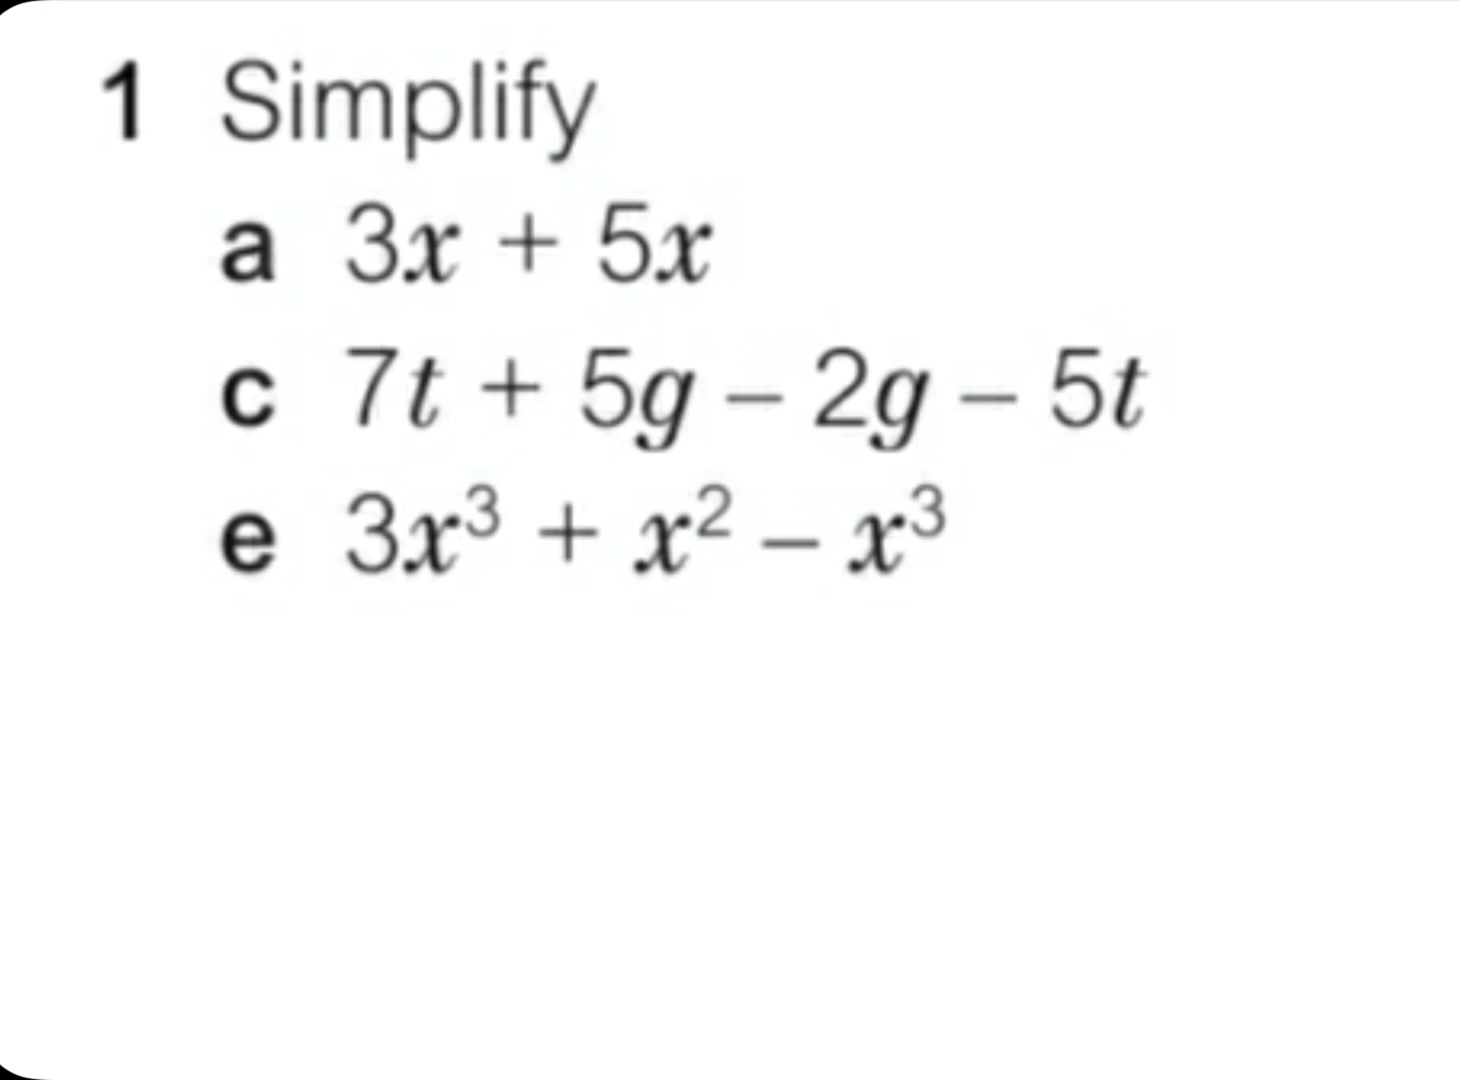 1 Simplify
a 3x + 5x
c 7t + 5g – 2g – 5t
e 3x³ + x² – x³